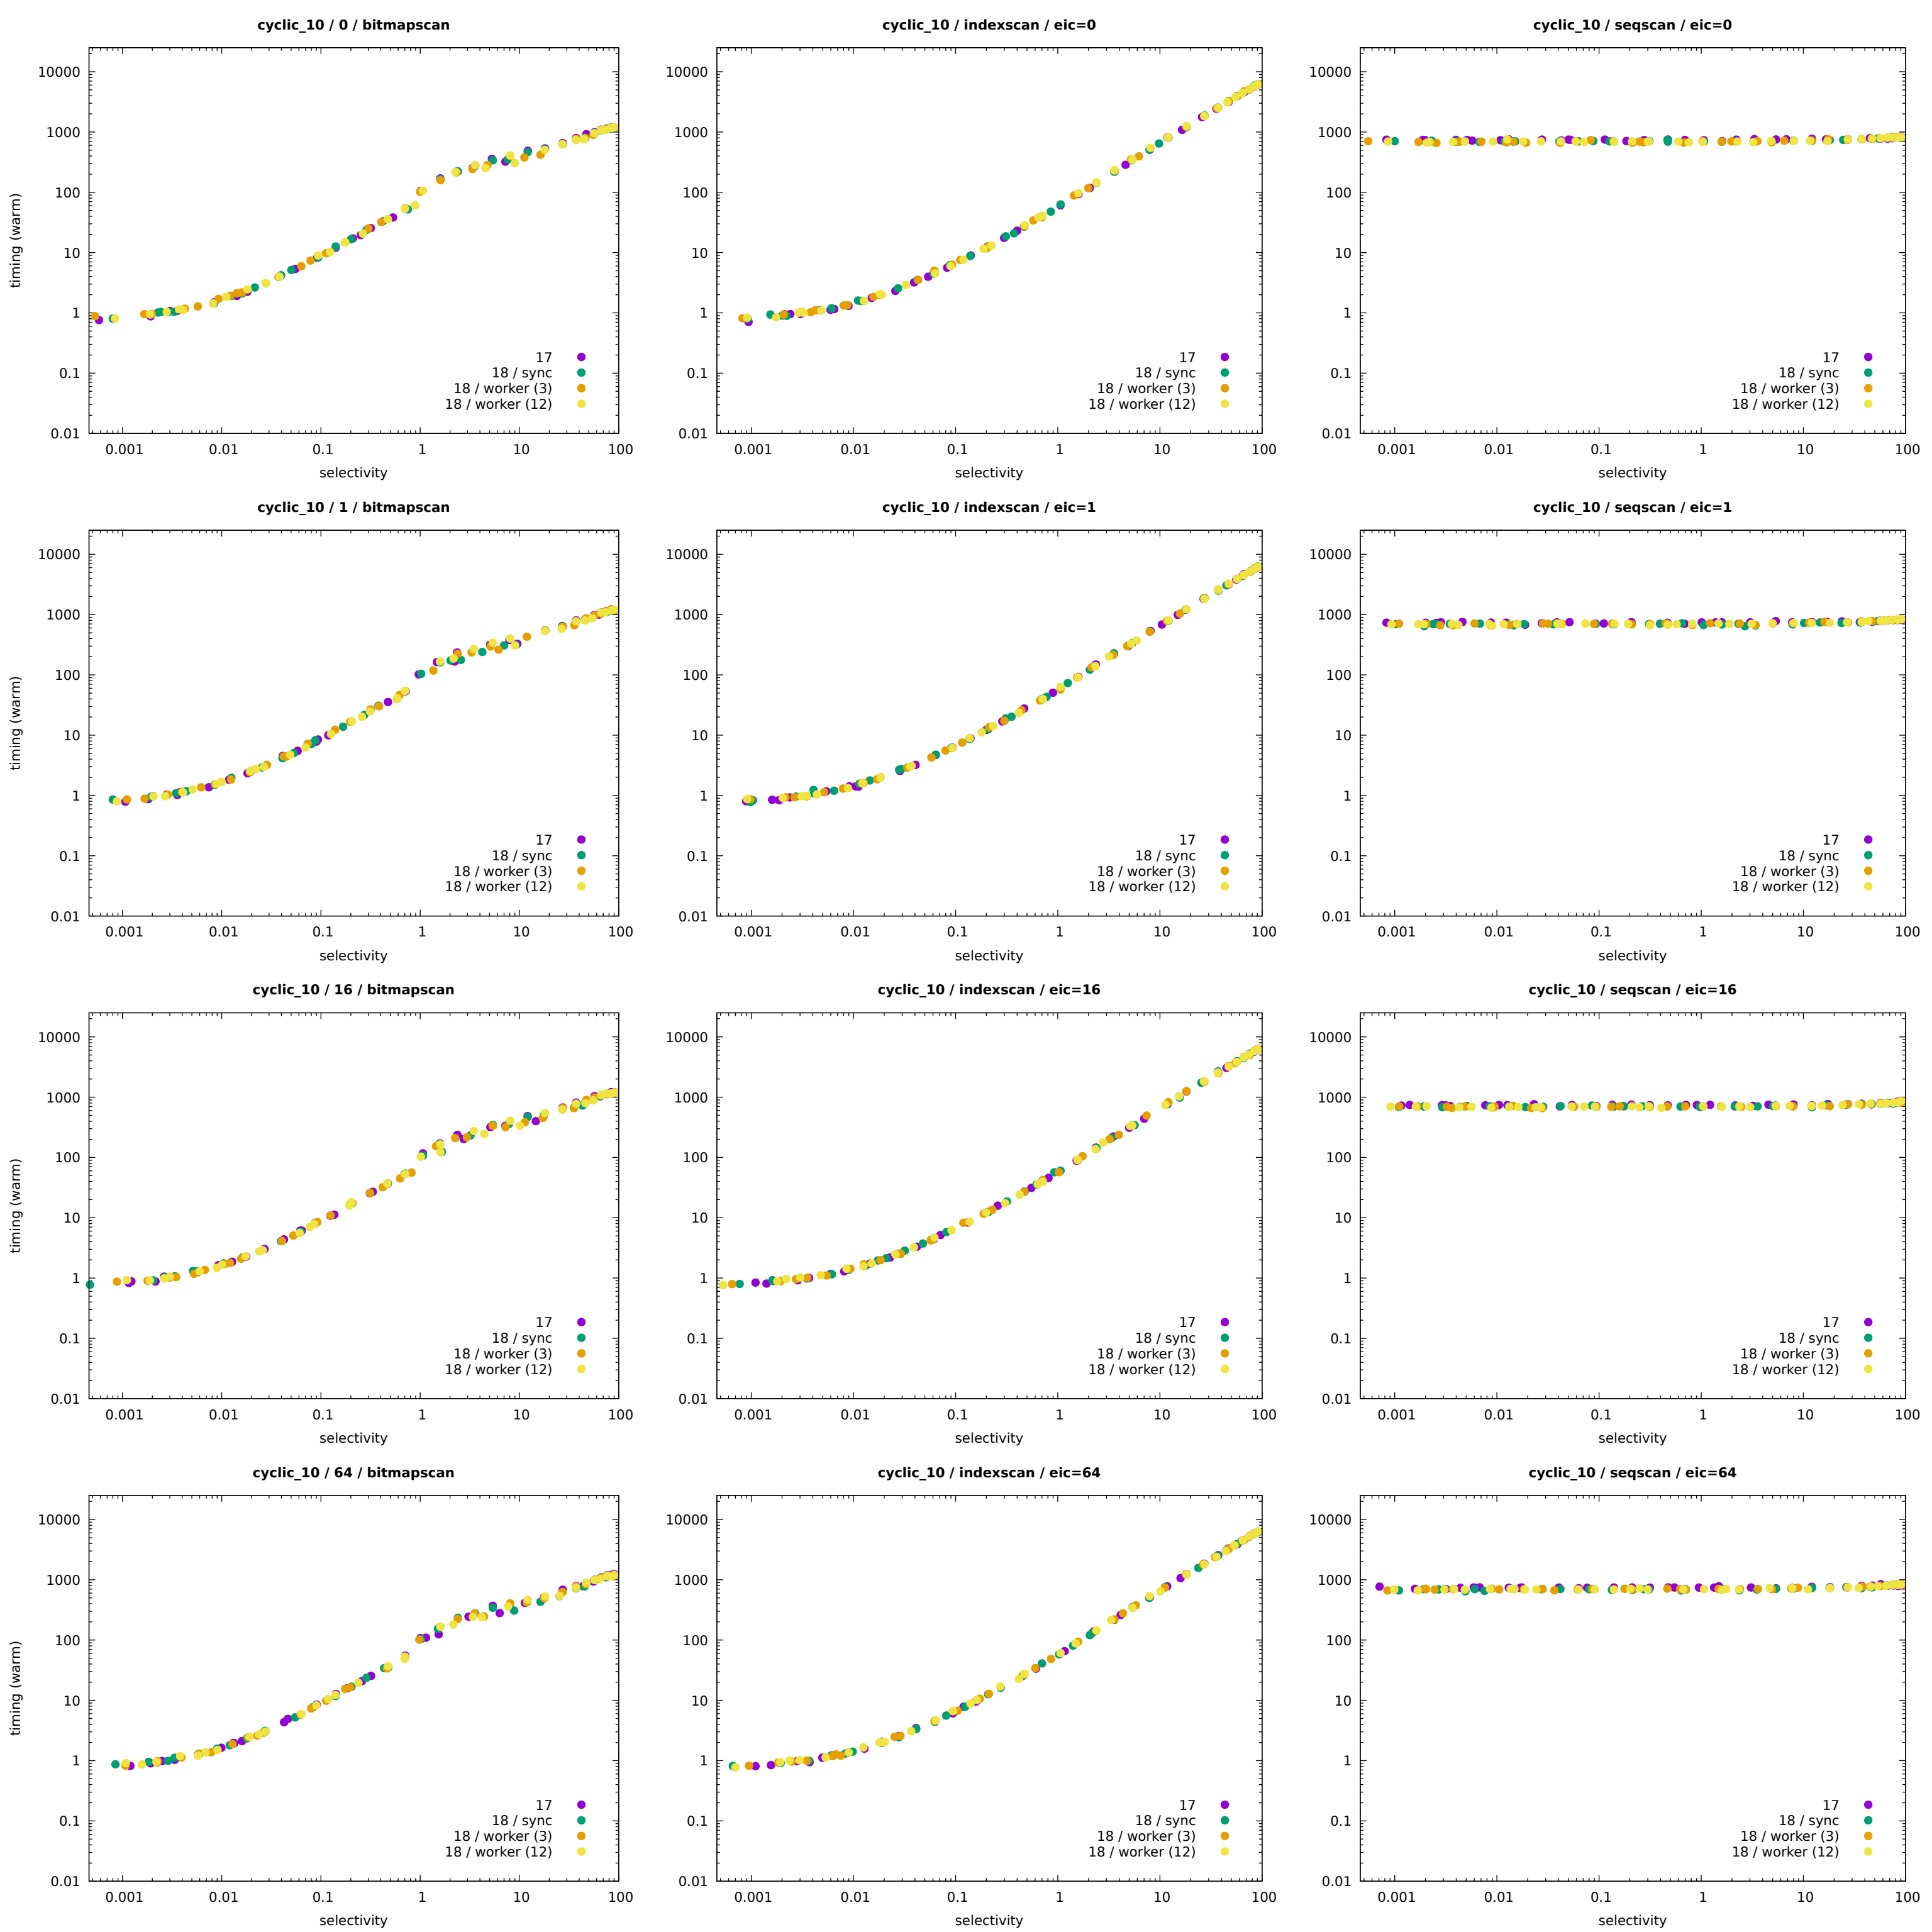 cyclic_10 / 0 / bitmapscan
10000
1000
100
10
1
0.1
0.01
timing (warm)
17
18 / sync
18 / worker (3)
18 / worker (12)
0.001 0.01 0.1 1 10 100
selectivity
cyclic_10 / indexscan / eic=0
10000
1000
100
10
1
0.1
0.01
17
18 / sync
18 / worker (3)
18 / worker (12)
0.001 0.01 0.1 1 10 100
selectivity
cyclic_10 / seqscan / eic=0
10000
1000
100
10
1
0.1
0.01
17
18 / sync
18 / worker (3)
18 / worker (12)
0.001 0.01 0.1 1 10 100
selectivity
cyclic_10 / 1 / bitmapscan
10000
1000
100
10
1
0.1
0.01
timing (warm)
17
18 / sync
18 / worker (3)
18 / worker (12)
0.001 0.01 0.1 1 10 100
selectivity
cyclic_10 / indexscan / eic=1
10000
1000
100
10
1
0.1
0.01
17
18 / sync
18 / worker (3)
18 / worker (12)
0.001 0.01 0.1 1 10 100
selectivity
cyclic_10 / seqscan / eic=1
10000
1000
100
10
1
0.1
0.01
17
18 / sync
18 / worker (3)
18 / worker (12)
0.001 0.01 0.1 1 10 100
selectivity
cyclic_10 / 16 / bitmapscan
10000
1000
100
10
1
0.1
0.01
timing (warm)
17
18 / sync
18 / worker (3)
18 / worker (12)
0.001 0.01 0.1 1 10 100
selectivity
cyclic_10 / indexscan / eic=16
10000
1000
100
10
1
0.1
0.01
17
18 / sync
18 / worker (3)
18 / worker (12)
0.001 0.01 0.1 1 10 100
selectivity
cyclic_10 / seqscan / eic=16
10000
1000
100
10
1
0.1
0.01
17
18 / sync
18 / worker (3)
18 / worker (12)
0.001 0.01 0.1 1 10 100
selectivity
cyclic_10 / 64 / bitmapscan
10000
1000
100
10
1
0.1
0.01
timing (warm)
17
18 / sync
18 / worker (3)
18 / worker (12)
0.001 0.01 0.1 1 10 100
selectivity
cyclic_10 / indexscan / eic=64
10000
1000
100
10
1
0.1
0.01
17
18 / sync
18 / worker (3)
18 / worker (12)
0.001 0.01 0.1 1 10 100
selectivity
cyclic_10 / seqscan / eic=64
10000
1000
100
10
1
0.1
0.01
17
18 / sync
18 / worker (3)
18 / worker (12)
0.001 0.01 0.1 1 10 100
selectivity